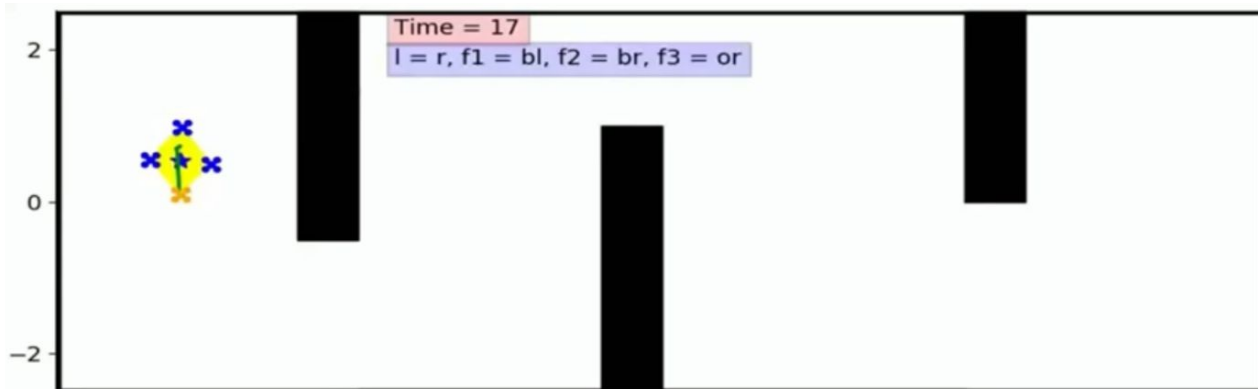 2
Time = 17
l = r, f1 = bl, f2 = br, f3 = or
0
−2